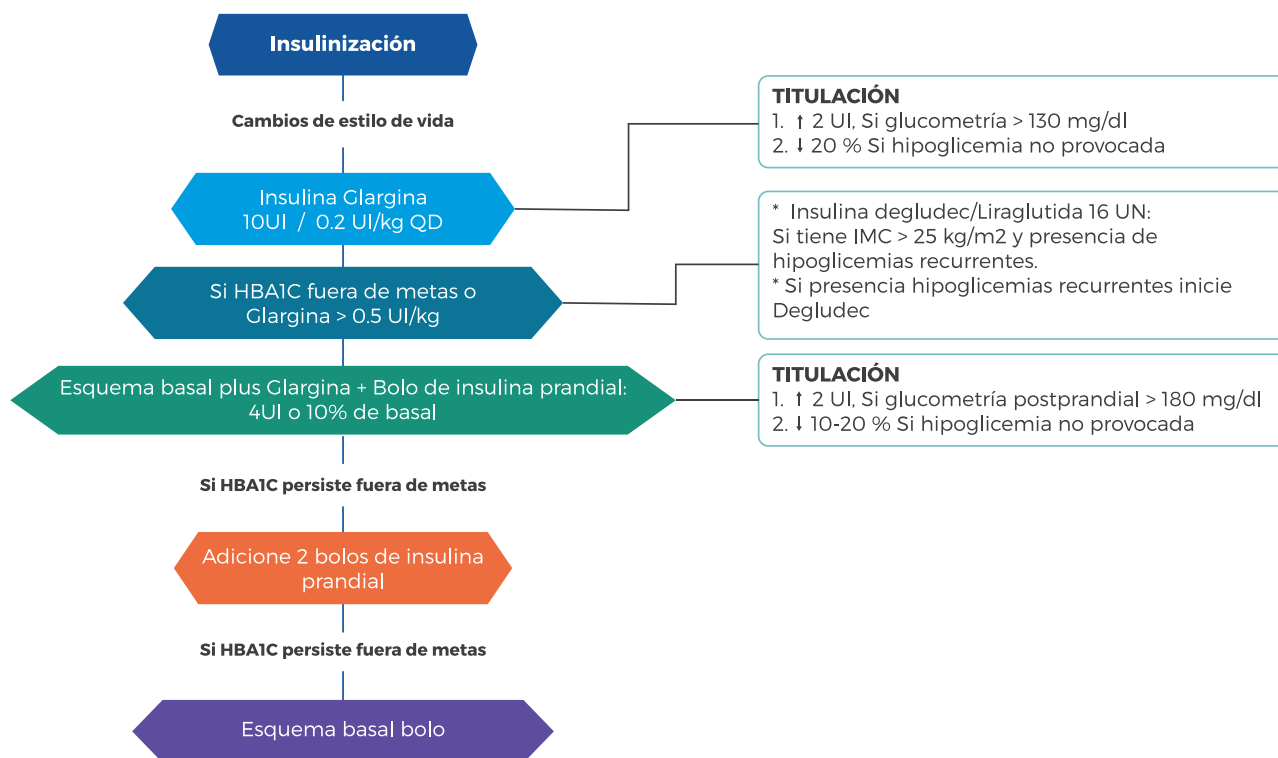 Insulinización
Cambios de estilo de vida
Insulina Glargina
10UI / 0.2 UI/kg QD
TITULACIÓN
1. ↑ 2 UI, Si glucometría > 130 mg/dl
2. ↓ 20 % Si hipoglicemia no provocada
Si HBA1C fuera de metas o
Glargina > 0.5 UI/kg
* Insulina degludec/Liraglutida 16 UN:
Si tiene IMC > 25 kg/m2 y presencia de
hipoglicemias recurrentes.
* Si presencia hipoglicemias recurrentes inicie
Degludec
Esquema basal plus Glargina + Bolo de insulina prandial:
4UI o 10% de basal
TITULACIÓN
1. ↑ 2 UI, Si glucometría postprandial > 180 mg/dl
2. ↓ 10-20 % Si hipoglicemia no provocada
Si HBA1C persiste fuera de metas
Adicione 2 bolos de insulina
prandial
Si HBA1C persiste fuera de metas
Esquema basal bolo